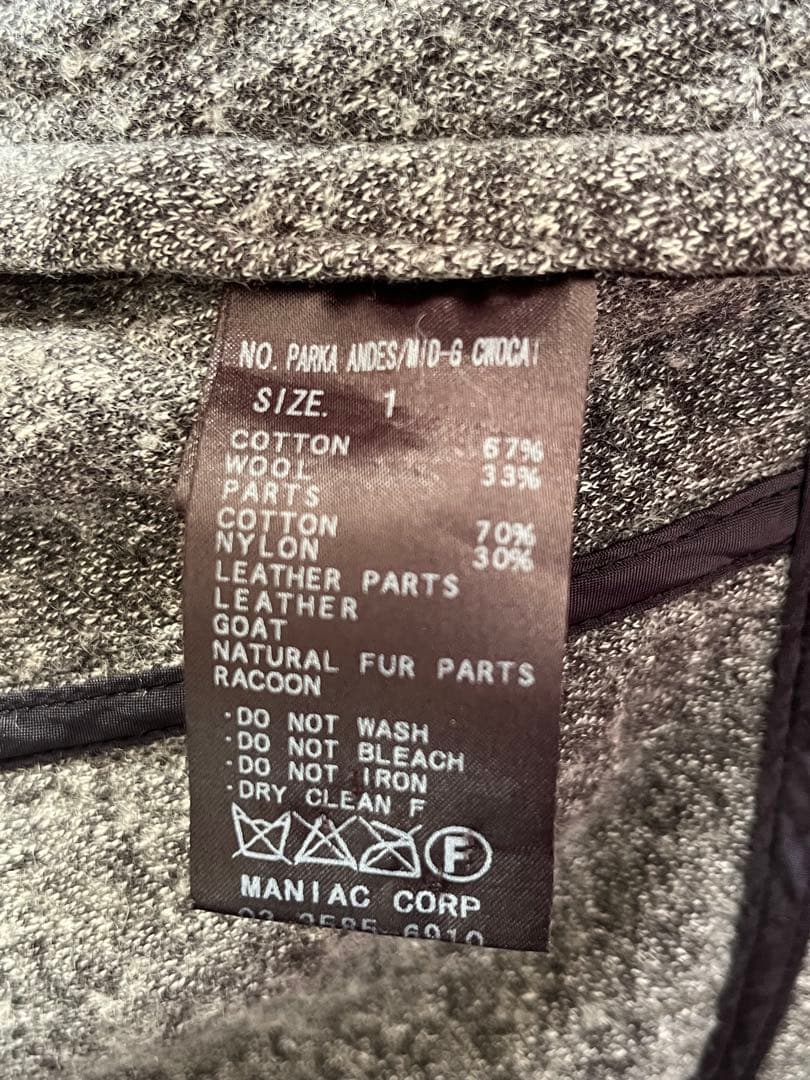 NO. PARKA ANDES/MID-G CWOCAI
SIZE. 1
COTTON 67%
WOOL 33%
PARTS
COTTON 70%
NYLON 30%
LEATHER PARTS
LEATHER
GOAT
NATURAL FUR PARTS
RACOON
·DO NOT WASH
·DO NOT BLEACH
·DO NOT IRON
·DRY CLEAN F
F
MANIAC CORP